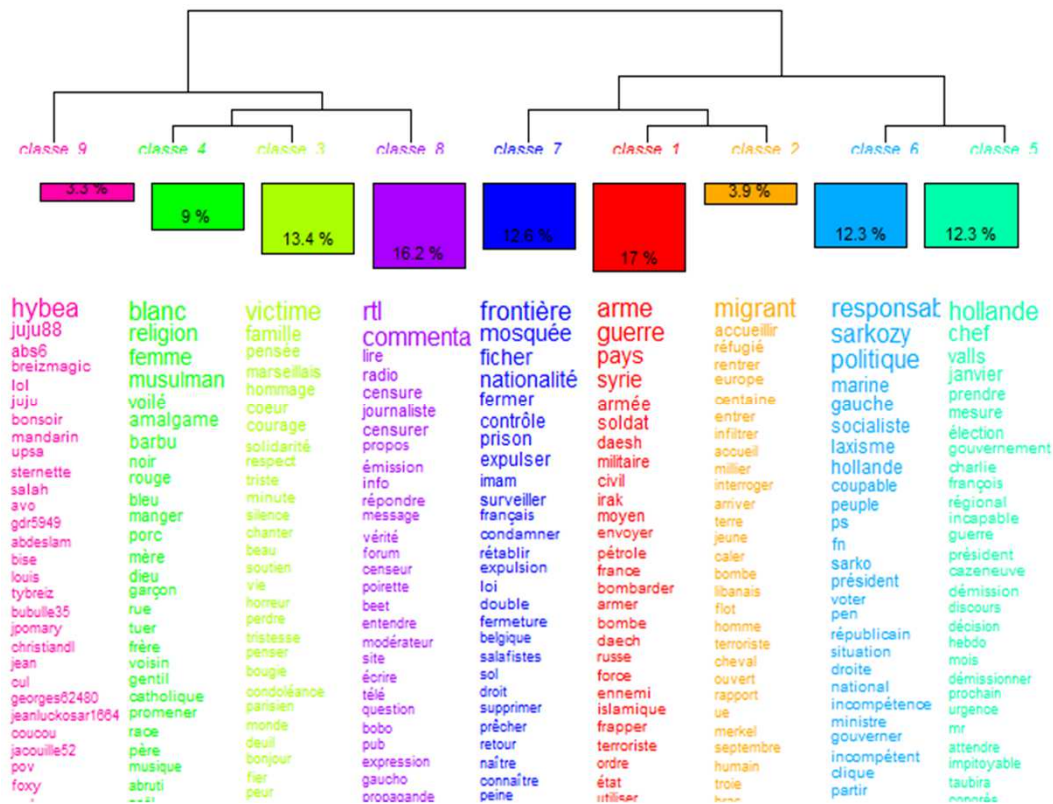 classe 9
classe 4
classe 3
classe 8
classe 7
classe 1
classe 2
classe 6
classe 5
3.3 %
9 %
13.4 %
16.2 %
12.6 %
17 %
3.9 %
12.3 %
12.3 %
hybea
juju88
abs6
breizmagic
lol
juju
bonsoir
mandarin
upsa
sternette
salah
avo
gdr5949
abdeslam
bise
louis
tybreiz
bubulle35
jpomary
christiandl
jean
cul
georges62480
jeanluckosar1664
coucou
jacouille52
pov
foxy
blanc
religion
femme
musulman
voilé
amalgame
barbu
noir
rouge
bleu
manger
porc
mère
dieu
garçon
rue
tuer
frère
voisin
gentil
catholique
promener
race
père
musique
abruti
victime
famille
pensée
marseillais
hommage
coeur
courage
solidarité
respect
triste
minute
silence
chanter
beau
soutien
vie
horreur
perdre
tristesse
penser
bougie
condoléance
parisien
monde
deuil
bonjour
fier
peur
rtl
commenta
lire
radio
censure
journaliste
censurer
propos
émission
info
répondre
message
vérité
forum
censeur
poirette
beet
entendre
modérateur
site
écrire
télé
question
bobo
pub
expression
gaucho
propagande
frontière
mosquée
ficher
nationalité
fermer
contrôle
prison
expulser
imam
surveiller
français
condamner
rétablir
expulsion
loi
double
fermeture
belgique
salafistes
sol
droit
supprimer
prêcher
retour
naître
connaître
peine
arme
guerre
pays
syrie
armée
soldat
daesh
militaire
civil
irak
moyen
envoyer
pétrole
france
bombarder
armer
bombe
daech
russe
force
ennemi
islamique
frapper
terroriste
ordre
état
utiliser
migrant
accueillir
réfugié
rentrer
europe
centaine
entrer
infiltrer
accueil
millier
interroger
arriver
terre
jeune
caler
bombe
libanais
flot
homme
terroriste
cheval
ouvert
rapport
ue
merkel
septembre
humain
troie
responsab
sarkozy
politique
marine
gauche
socialiste
laxisme
hollande
coupable
peuple
ps
fn
sarko
président
voter
pen
républicain
situation
droite
national
incompétence
ministre
gouverner
incompétent
clique
partir
hollande
chef
valls
janvier
prendre
mesure
élection
gouvernement
charlie
françois
régional
incapable
guerre
président
cazeneuve
démission
discours
décision
hebdo
mois
démissionner
prochain
urgence
mr
attendre
impitoyable
taubira
congrés